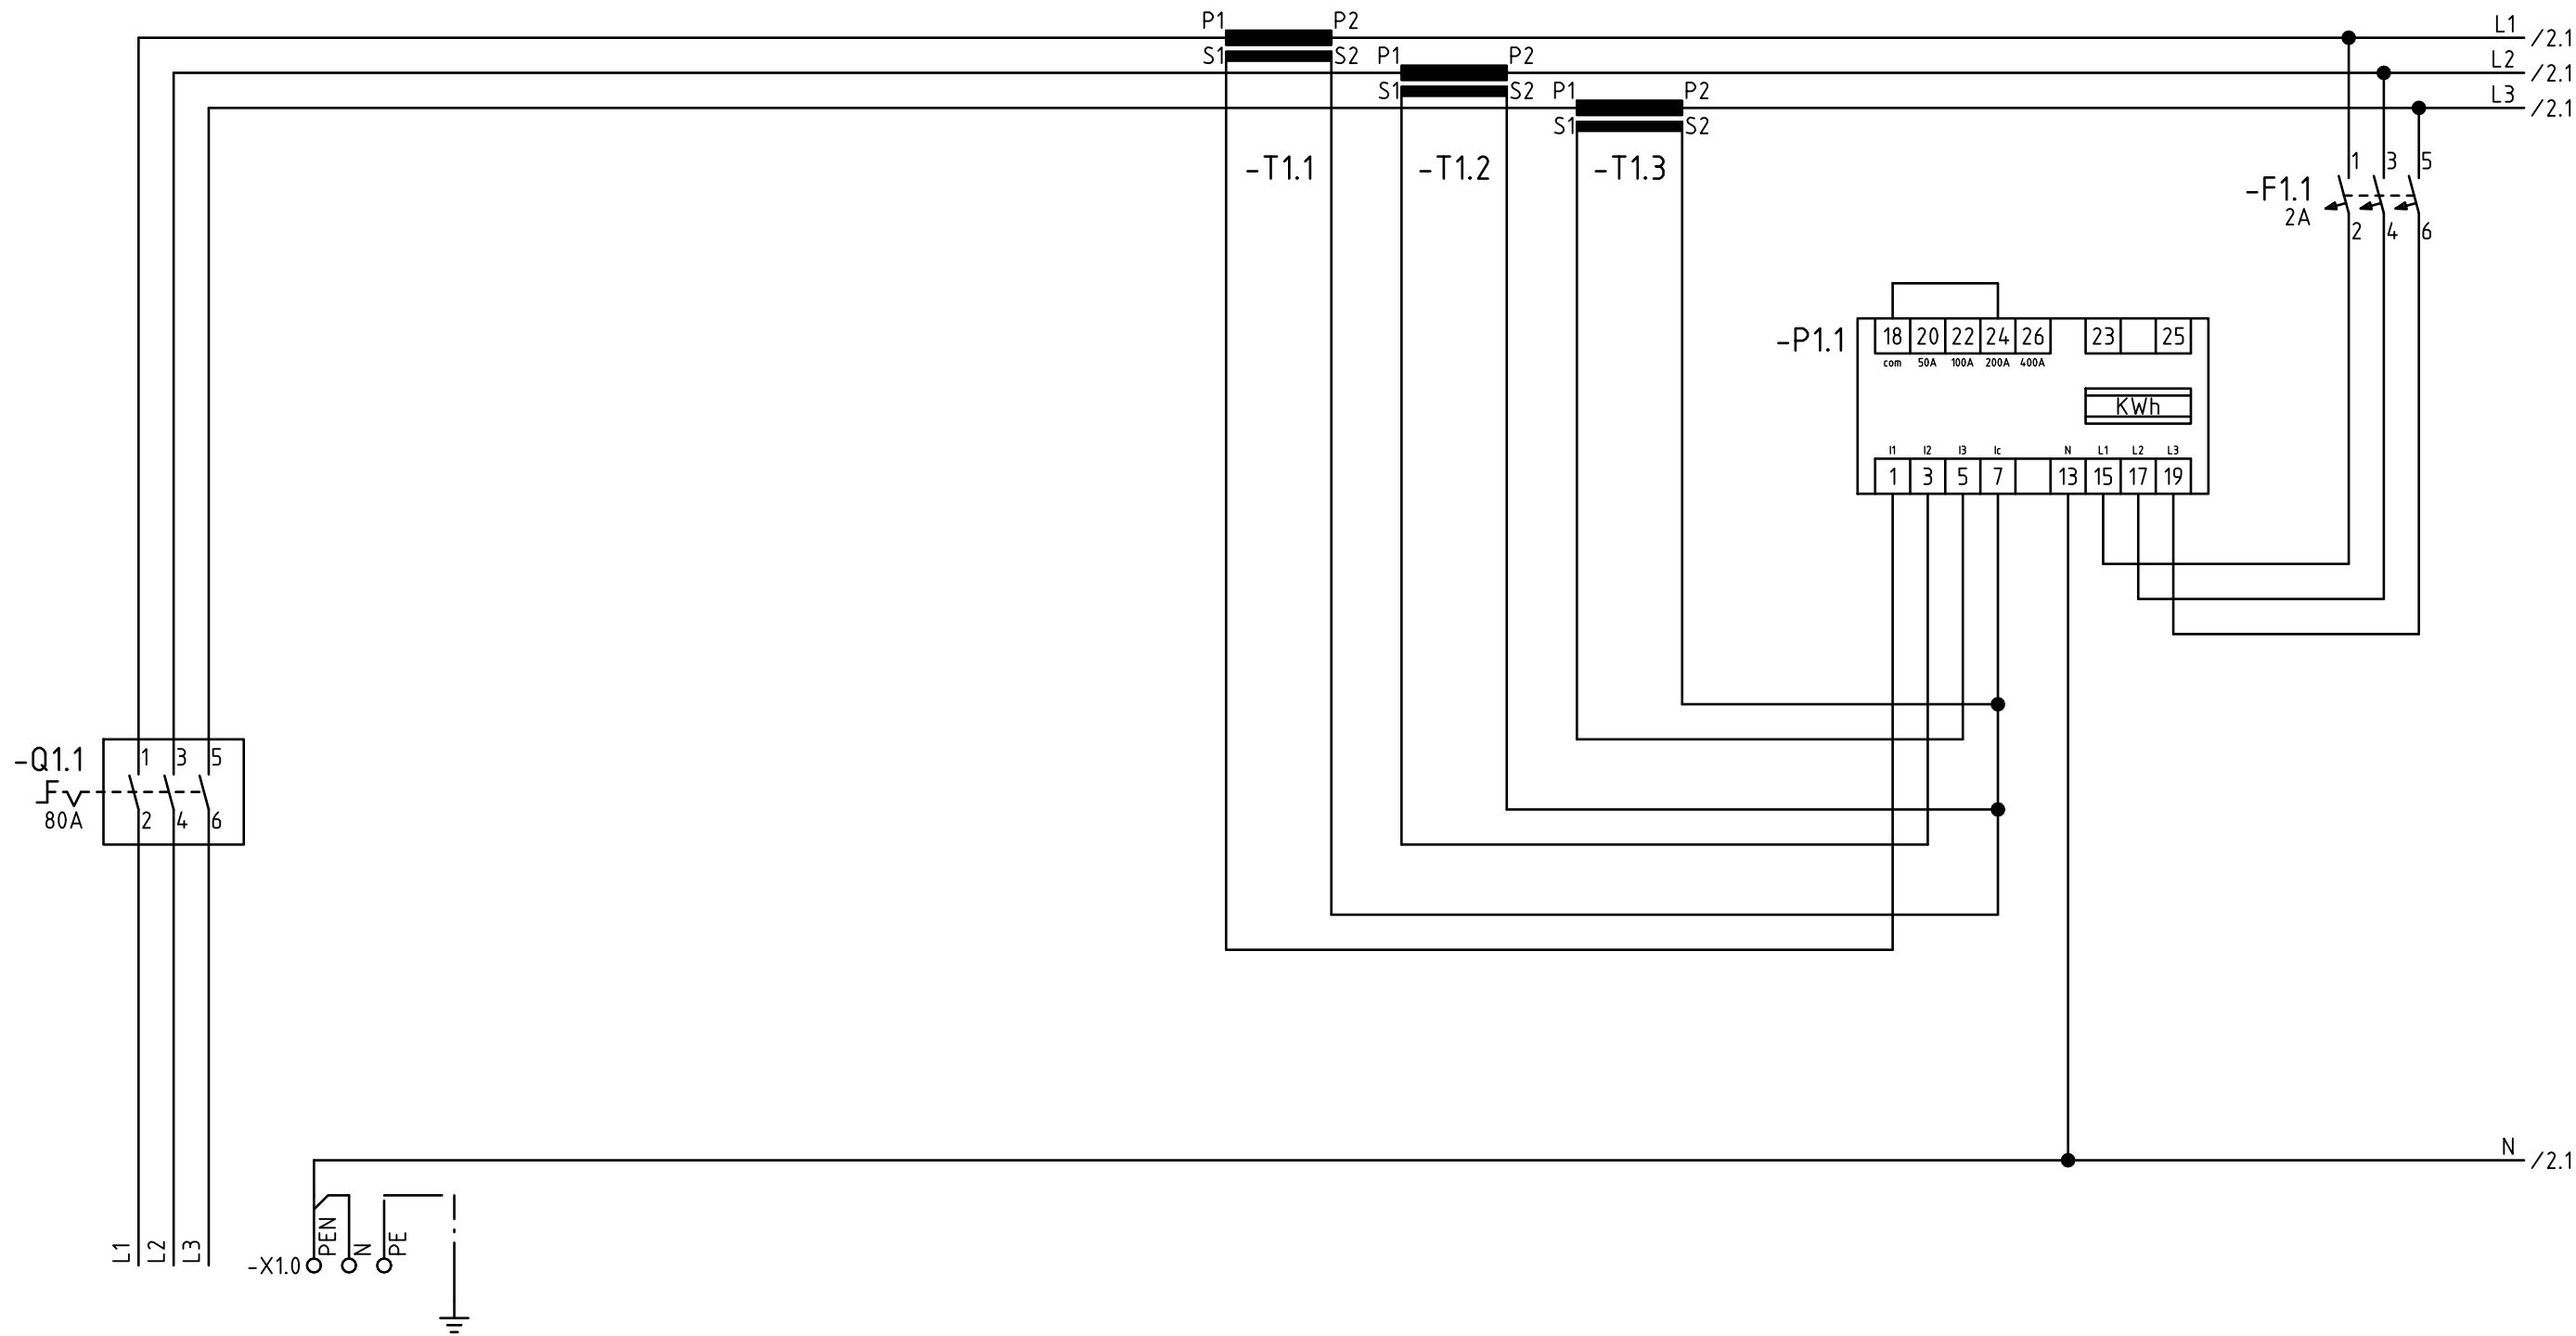 P1 P2 L1 /2.1
S1 S2 P1 P2 L2 /2.1
S1 S2 P1 P2 L3 /2.1
S1 S2
-T1.1 -T1.2 -T1.3
1 3 5
-F1.1
2A
2 4 6
-P1.1
18 20 22 24 26 23 25
com 50A 100A 200A 400A
KWh
I1 I2 I3 Ic N L1 L2 L3
1 3 5 7 13 15 17 19
-Q1.1
1 3 5
80A
2 4 6
N /2.1
L1 L2 L3
-X1.0
PEN N PE